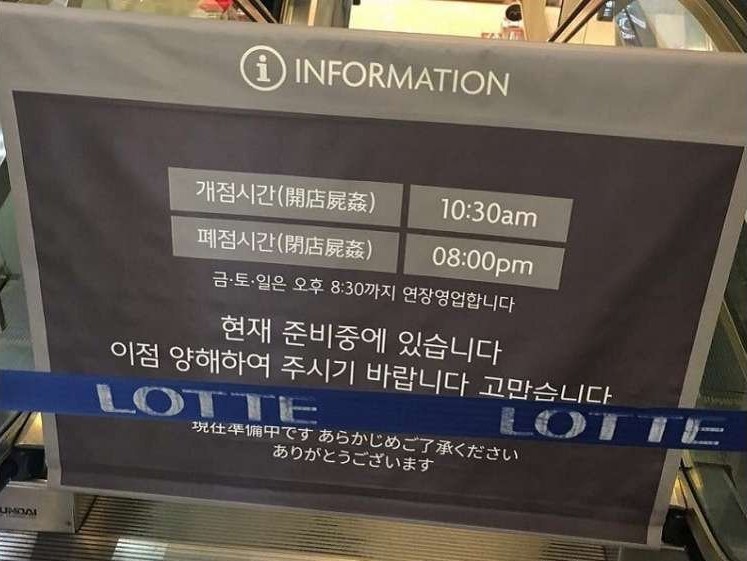 INFORMATION
개점시간(開店屍姦) 10:30am
폐점시간(閉店屍姦) 08:00pm
금·토·일은 오후 8:30까지 연장영업합니다
현재 준비중에 있습니다
이점 양해하여 주시기 바랍니다 고맙습니다
LOTTE LOTTE
現在準備中です あらかじめご了承ください
ありがとうございます